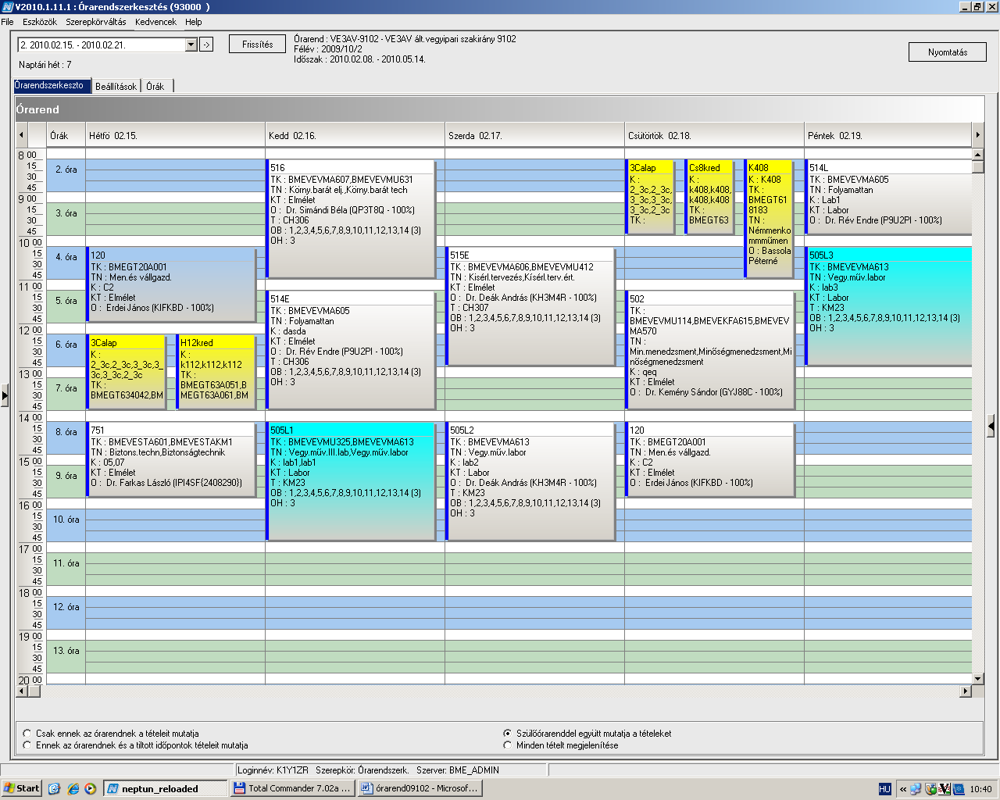 V2010.1.11.1 : Órarendszerkesztés (93000  )
File Eszközök Szerepkörváltás Kedvencek Help
2. 2010.02.15. - 2010.02.21.
->
Frissítés
Órarend : VE3AV-9102 - VE3AV ált.vegyipari szakirány 9102
Félév : 2009/10/2
Időszak : 2010.02.08. - 2010.05.14.
Nyomtatás
Naptári hét : 7
Órarendszerkeszto Beállítások Órák
Órarend
Órák Hétfő 02.15. Kedd 02.16. Szerda 02.17. Csütörtök 02.18. Péntek 02.19.
8 00
15
30
45
9 00
15
30
45
10 00
15
30
45
11 00
15
30
45
12 00
15
30
45
13 00
15
30
45
14 00
15
30
45
15 00
15
30
45
16 00
15
30
45
17 00
15
30
45
18 00
15
30
45
19 00
15
30
45
20 00
2. óra
3. óra
4. óra
5. óra
6. óra
7. óra
8. óra
9. óra
10. óra
11. óra
12. óra
13. óra
120
TK : BMEGT20A001
TN : Men.és vállgazd.
K : C2
KT : Elmélet
O :  Erdei János (KIFKBD - 100%)
3Calap
K :
2_3c,2_3c,3_3c,3_
3c,3_3c,2_3c
TK :
BMEGT634042,BM
H12kred
K :
k112,k112,k112
TK :
BMEGT63A051,B
MEGT63A061,BM
751
TK : BMEVESTA601,BMEVESTAKM1
TN : Biztons.techn,Biztonságtechnik
K : 05,07
KT : Elmélet
O :  Dr. Farkas László (IPI4SF{2408290})
516
TK : BMEVEVMA607,BMEVEVMU631
TN : Körny.barát elj.,Körny.barát tech
KT : Elmélet
O :  Dr. Simándi Béla (QP3T8Q - 100%)
T : CH306
OB : 1,2,3,4,5,6,7,8,9,10,11,12,13,14 (3)
OH : 3
514E
TK : BMEVEVMA605
TN : Folyamattan
K : dasda
KT : Elmélet
O :  Dr. Rév Endre (P9U2PI - 100%)
T : CH306
OB : 1,2,3,4,5,6,7,8,9,10,11,12,13,14 (3)
OH : 3
505L1
TK : BMEVEVMU325,BMEVEVMA613
TN : Vegy.műv.III.lab,Vegy.műv.labor
K : lab1,lab1
KT : Labor
T : KM23
OB : 1,2,3,4,5,6,7,8,9,10,11,12,13,14 (3)
OH : 3
515E
TK : BMEVEVMA606,BMEVEVMU412
TN : Kisérl.tervezés,Kísérl.terv.ért.
KT : Elmélet
O :  Dr. Deák András (KH3M4R - 100%)
T : CH307
OB : 1,2,3,4,5,6,7,8,9,10,11,12,13,14 (3)
OH : 3
505L2
TK : BMEVEVMA613
TN : Vegy.műv.labor
K : lab2
KT : Labor
O :  Dr. Deák András (KH3M4R - 100%)
T : KM23
OB : 1,2,3,4,5,6,7,8,9,10,11,12,13,14 (3)
OH : 3
3Calap
K :
2_3c,2_3c,
3_3c,3_3c,
3_3c,2_3c
TK :
Cs8kred
K :
k408,k408,
k408,k408
TK :
BMEGT63
K408
K : K408
TK :
BMEGT61
8183
TN :
Némmenko
mmműmen
O : Bassola
Péterné
502
TK :
BMEVEVMU114,BMEVEKFA615,BMEVEV
MA570
TN :
Min.menedzsment,Minőségmenedzsment,Mi
nőségmenedzsment
K : qeq
KT : Elmélet
O :  Dr. Kemény Sándor (GYJ88C - 100%)
120
TK : BMEGT20A001
TN : Men.és vállgazd.
K : C2
KT : Elmélet
O :  Erdei János (KIFKBD - 100%)
514L
TK : BMEVEVMA605
TN : Folyamattan
K : Lab1
KT : Labor
O :  Dr. Rév Endre (P9U2PI - 100%)
505L3
TK : BMEVEVMA613
TN : Vegy.műv.labor
K : lab3
KT : Labor
T : KM23
OB : 1,2,3,4,5,6,7,8,9,10,11,12,13,14 (3)
OH : 3
Csak ennek az órarendnek a tételeit mutatja
Ennek az órarendnek és a tiltott időpontok tételeit mutatja
Szülőórarenddel együtt mutatja a tételeket
Minden tételt megjelenítése
Loginnév: K1Y1ZR  Szerepkör: Órarendszerk.  Szerver: BME_ADMIN
Start neptun_reloaded Total Commander 7.02a ... órarend09102 - Microsof... HU « 10:40